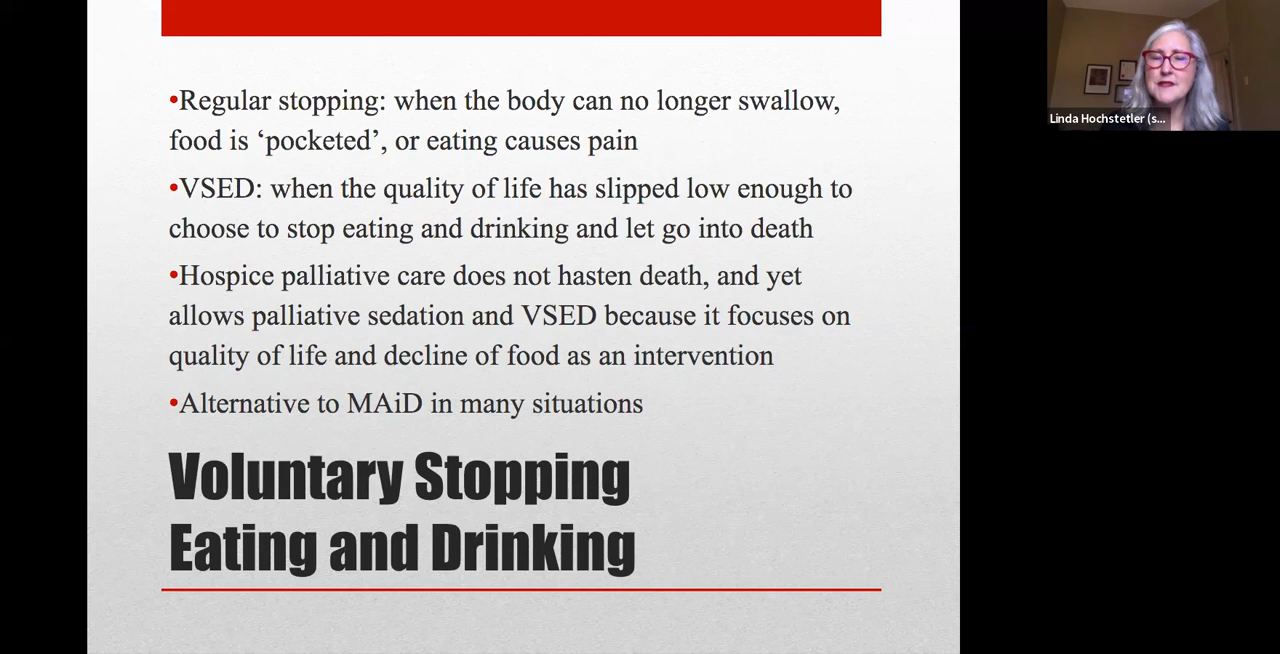 •Regular stopping: when the body can no longer swallow,
food is ‘pocketed’, or eating causes pain
•VSED: when the quality of life has slipped low enough to
choose to stop eating and drinking and let go into death
•Hospice palliative care does not hasten death, and yet
allows palliative sedation and VSED because it focuses on
quality of life and decline of food as an intervention
•Alternative to MAiD in many situations
Voluntary Stopping
Eating and Drinking
Linda Hochstetler (s...